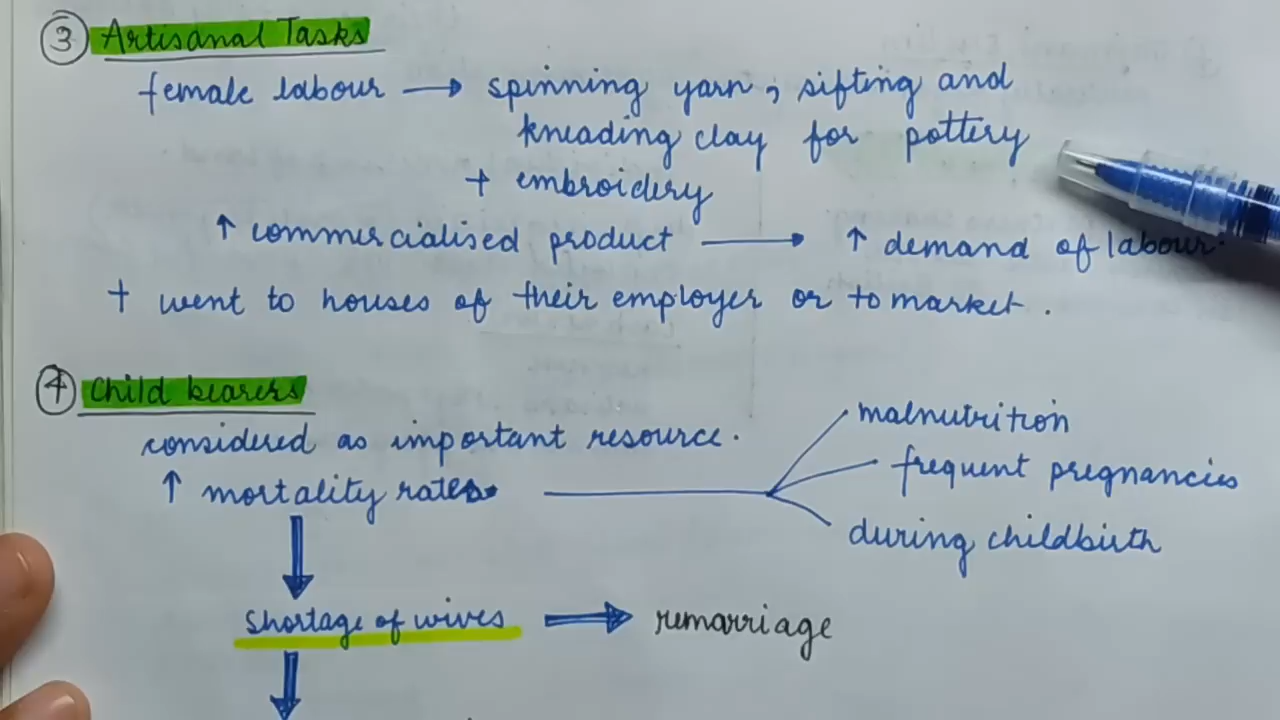 ③ Artisanal Tasks
female labour → spinning yarn, sifting and
kneading clay for pottery
+ embroidery
↑ commercialised product → ↑ demand of labour.
+ went to houses of their employer or to market.
④ Child bearers
considered as important resource.
↑ mortality rates
malnutrition
frequent pregnancies
during childbirth
↓
Shortage of wives → remarriage
↓